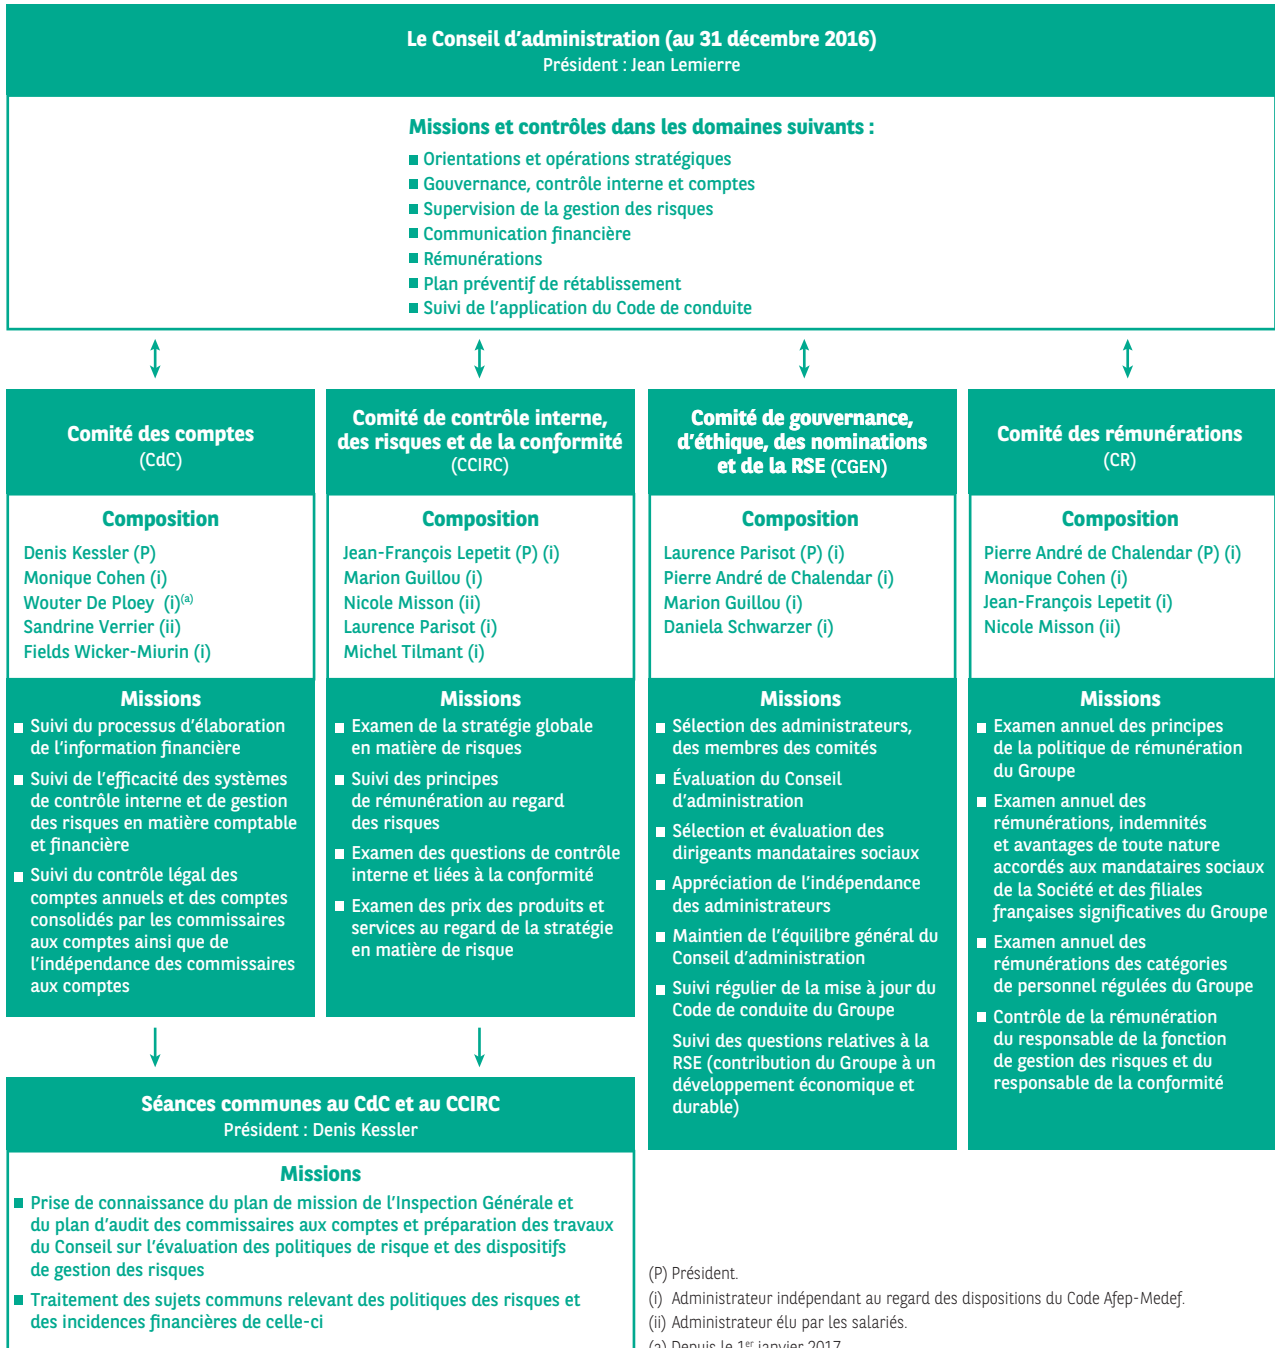 Le Conseil d'administration (au 31 décembre 2016)
Président : Jean Lemierre
Missions et contrôles dans les domaines suivants :
Orientations et opérations stratégiques
Gouvernance, contrôle interne et comptes
Supervision de la gestion des risques
Communication financière
Rémunérations
Plan préventif de rétablissement
Suivi de l'application du Code de conduite
Comité des comptes
(CdC)
Composition
Denis Kessler (P)
Monique Cohen (i)
Wouter De Ploey (i)(a)
Sandrine Verrier (ii)
Fields Wicker-Miurin (i)
Missions
Suivi du processus d'élaboration
de l'information financière
Suivi de l'efficacité des systèmes
de contrôle interne et de gestion
des risques en matière comptable
et financière
Suivi du contrôle légal des
comptes annuels et des comptes
consolidés par les commissaires
aux comptes ainsi que de
l'indépendance des commissaires
aux comptes
Comité de contrôle interne,
des risques et de la conformité
(CCIRC)
Composition
Jean-François Lepetit (P) (i)
Marion Guillou (i)
Nicole Misson (ii)
Laurence Parisot (i)
Michel Tilmant (i)
Missions
Examen de la stratégie globale
en matière de risques
Suivi des principes
de rémunération au regard
des risques
Examen des questions de contrôle
interne et liées à la conformité
Examen des prix des produits et
services au regard de la stratégie
en matière de risque
Comité de gouvernance,
d'éthique, des nominations
et de la RSE (CGEN)
Composition
Laurence Parisot (P) (i)
Pierre André de Chalendar (i)
Marion Guillou (i)
Daniela Schwarzer (i)
Missions
Sélection des administrateurs,
des membres des comités
Évaluation du Conseil
d'administration
Sélection et évaluation des
dirigeants mandataires sociaux
Appréciation de l'indépendance
des administrateurs
Maintien de l'équilibre général du
Conseil d'administration
Suivi régulier de la mise à jour du
Code de conduite du Groupe
Suivi des questions relatives à la
RSE (contribution du Groupe à un
développement économique et
durable)
Comité des rémunérations
(CR)
Composition
Pierre André de Chalendar (P) (i)
Monique Cohen (i)
Jean-François Lepetit (i)
Nicole Misson (ii)
Missions
Examen annuel des principes
de la politique de rémunération
du Groupe
Examen annuel des
rémunérations, indemnités
et avantages de toute nature
accordés aux mandataires sociaux
de la Société et des filiales
françaises significatives du Groupe
Examen annuel des
rémunérations des catégories
de personnel régulées du Groupe
Contrôle de la rémunération
du responsable de la fonction
de gestion des risques et du
responsable de la conformité
Séances communes au CdC et au CCIRC
Président : Denis Kessler
Missions
Prise de connaissance du plan de mission de l'Inspection Générale et
du plan d'audit des commissaires aux comptes et préparation des travaux
du Conseil sur l'évaluation des politiques de risque et des dispositifs
de gestion des risques
Traitement des sujets communs relevant des politiques des risques et
des incidences financières de celle-ci
(P) Président.
(i) Administrateur indépendant au regard des dispositions du Code Afep-Medef.
(ii) Administrateur élu par les salariés.
(a) Depuis le 1er janvier 2017